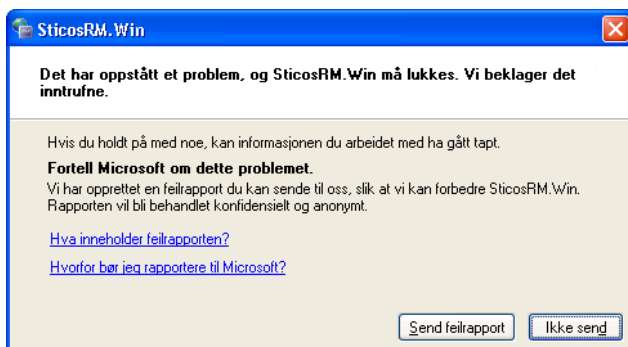 SticosRM.Win
Det har oppstått et problem, og SticosRM.Win må lukkes. Vi beklager det
inntrufne.
Hvis du holdt på med noe, kan informasjonen du arbeidet med ha gått tapt.
Fortell Microsoft om dette problemet.
Vi har opprettet en feilrapport du kan sende til oss, slik at vi kan forbedre SticosRM.Win.
Rapporten vil bli behandlet konfidensielt og anonymt.
Hva inneholder feilrapporten?
Hvorfor bør jeg rapportere til Microsoft?
Send feilrapport Ikke send